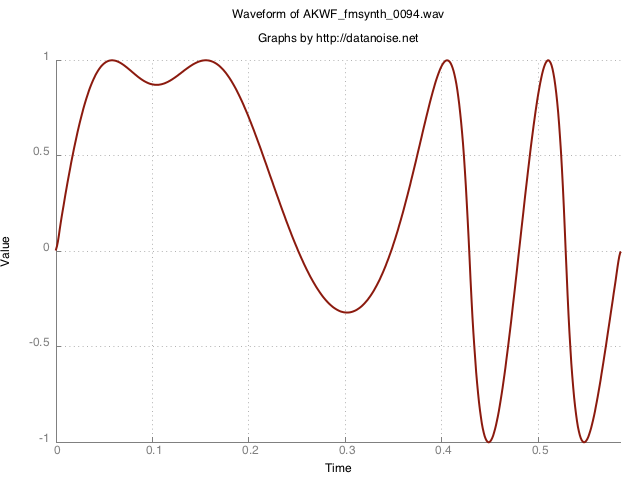 Waveform of AKWF_fmsynth_0094.wav
Graphs by http://datanoise.net
1
0.5
0
-0.5
-1
Value
0 0.1 0.2 0.3 0.4 0.5
Time